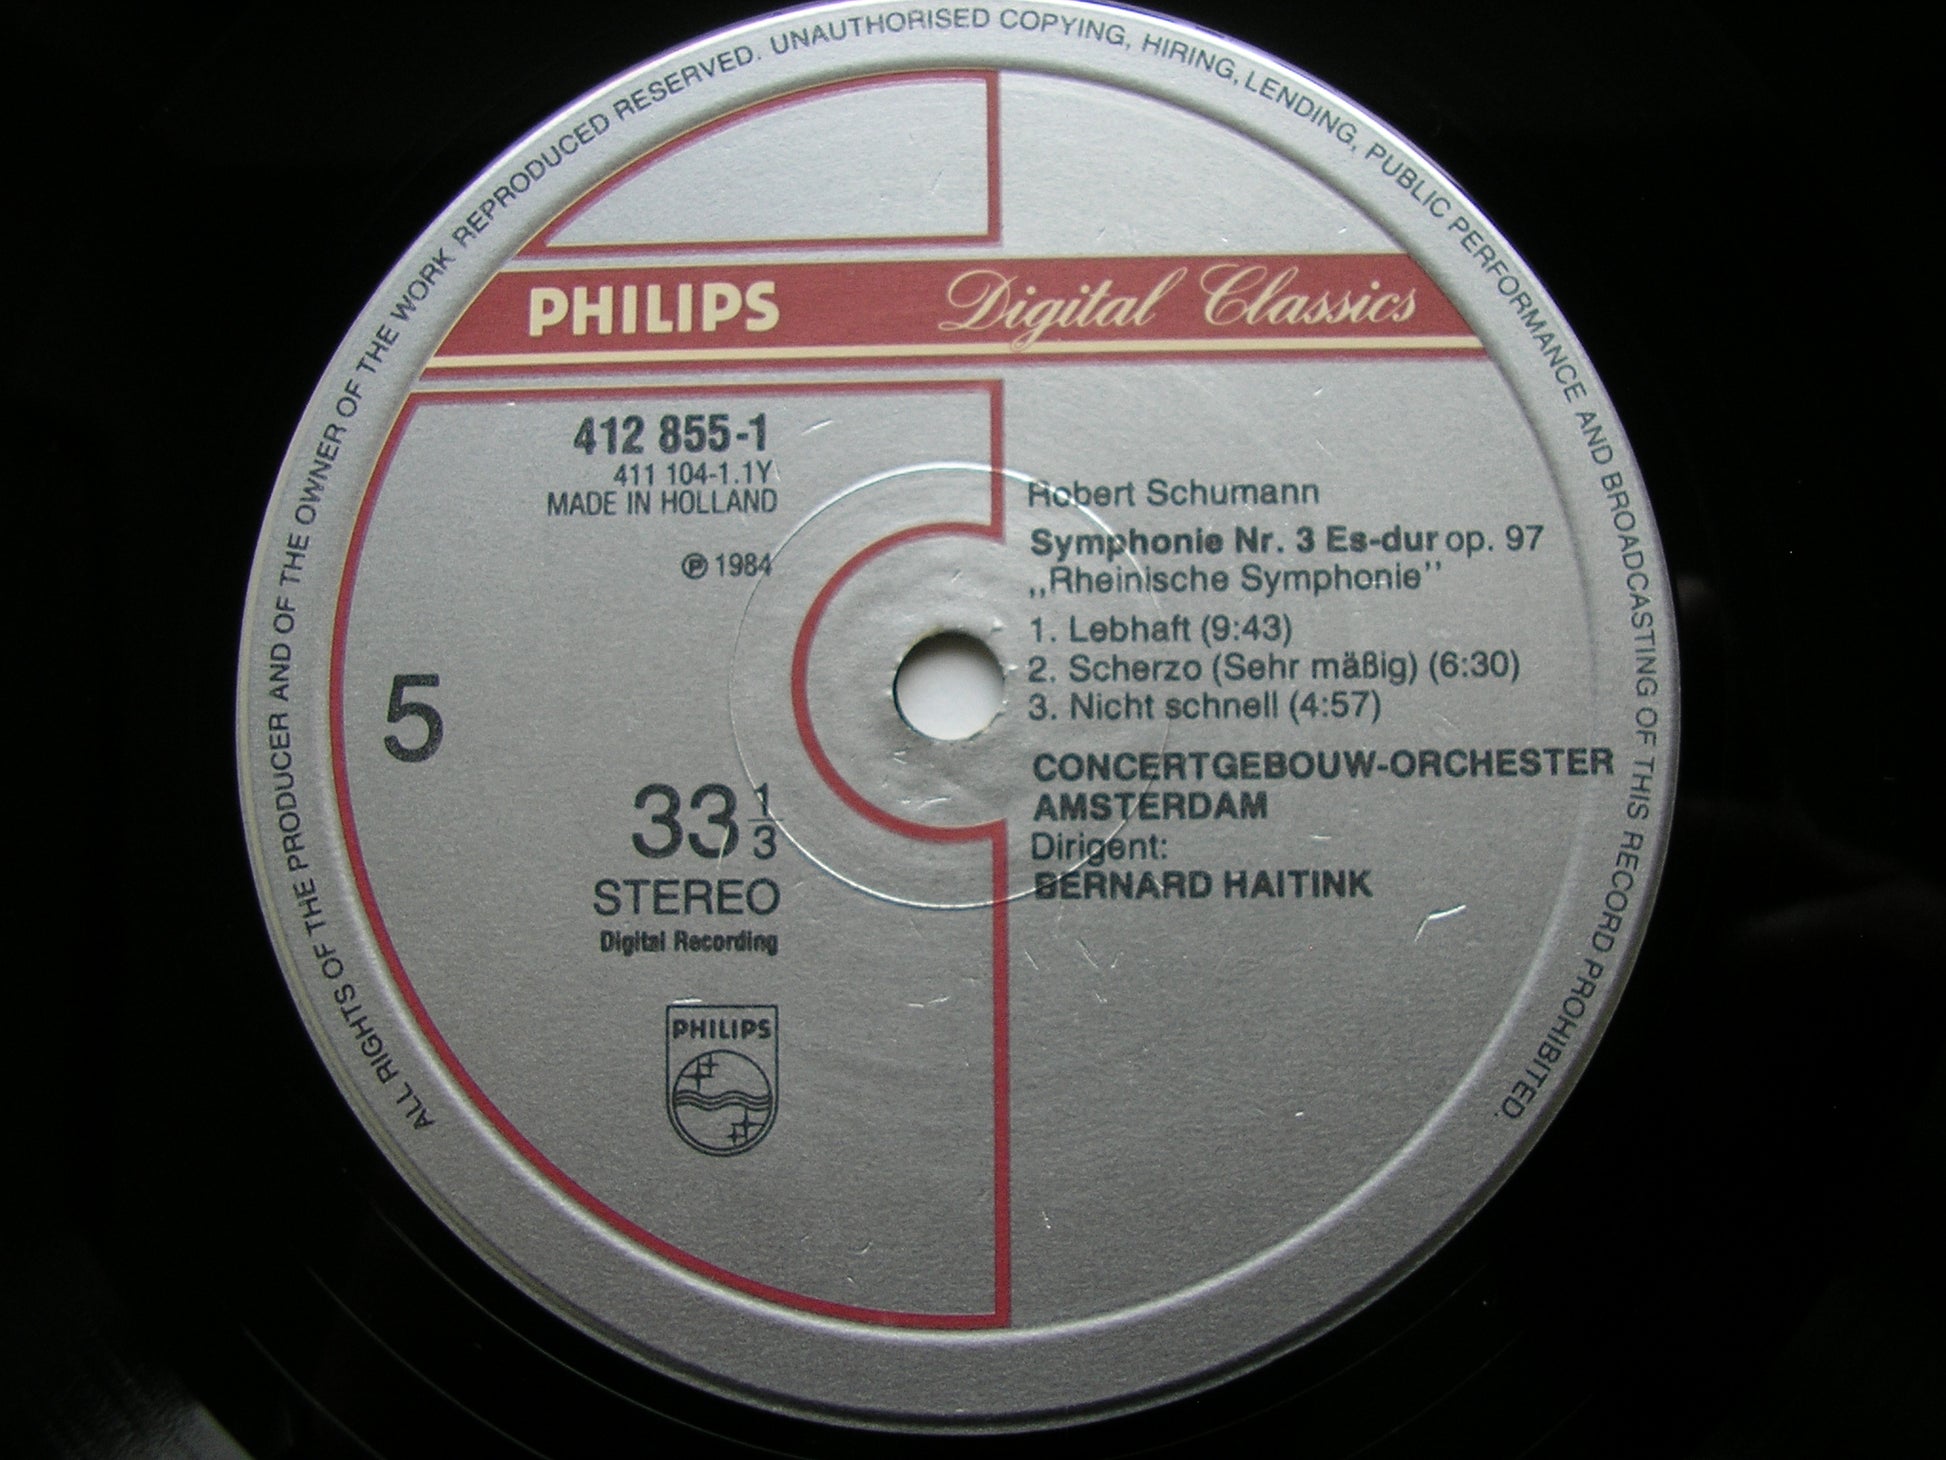 ALL RIGHTS OF THE PRODUCER AND OF THE OWNER OF THE WORK REPRODUCED RESERVED. UNAUTHORISED COPYING, HIRING, LENDING, PUBLIC PERFORMANCE AND BROADCASTING OF THIS RECORD PROHIBITED.
PHILIPS Digital Classics
412 855-1
411 104-1.1Y
MADE IN HOLLAND
℗ 1984
5
33 1/3
STEREO
Digital Recording
PHILIPS
Robert Schumann
Symphonie Nr. 3 Es-dur op. 97
„Rheinische Symphonie”
1. Lebhaft (9:43)
2. Scherzo (Sehr mäßig) (6:30)
3. Nicht schnell (4:57)
CONCERTGEBOUW-ORCHESTER
AMSTERDAM
Dirigent:
BERNARD HAITINK